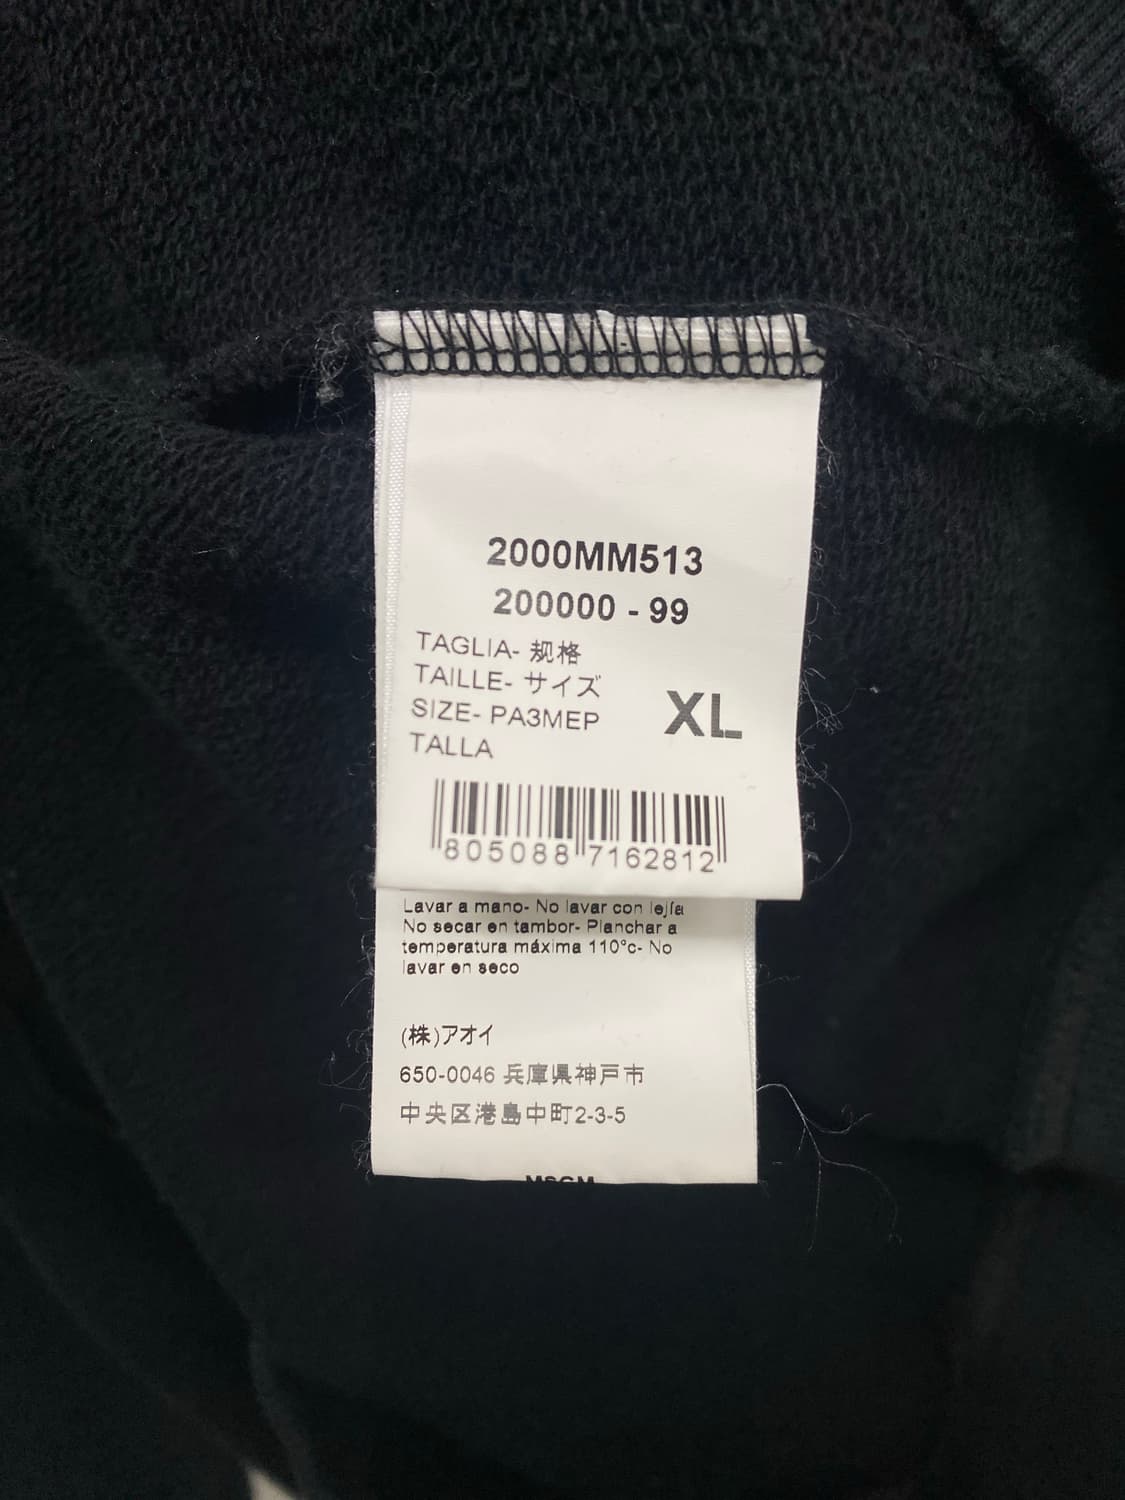 2000MM513
200000 - 99
TAGLIA- 规格
TAILLE- サイズ
SIZE- РАЗМЕР
TALLA
XL
805088 7162812
Lavar a mano- No lavar con lejía
No secar en tambor- Planchar a
temperatura máxima 110°c- No
lavar en seco
(株)アオイ
650-0046 兵庫県神戸市
中央区港島中町2-3-5
MSGM